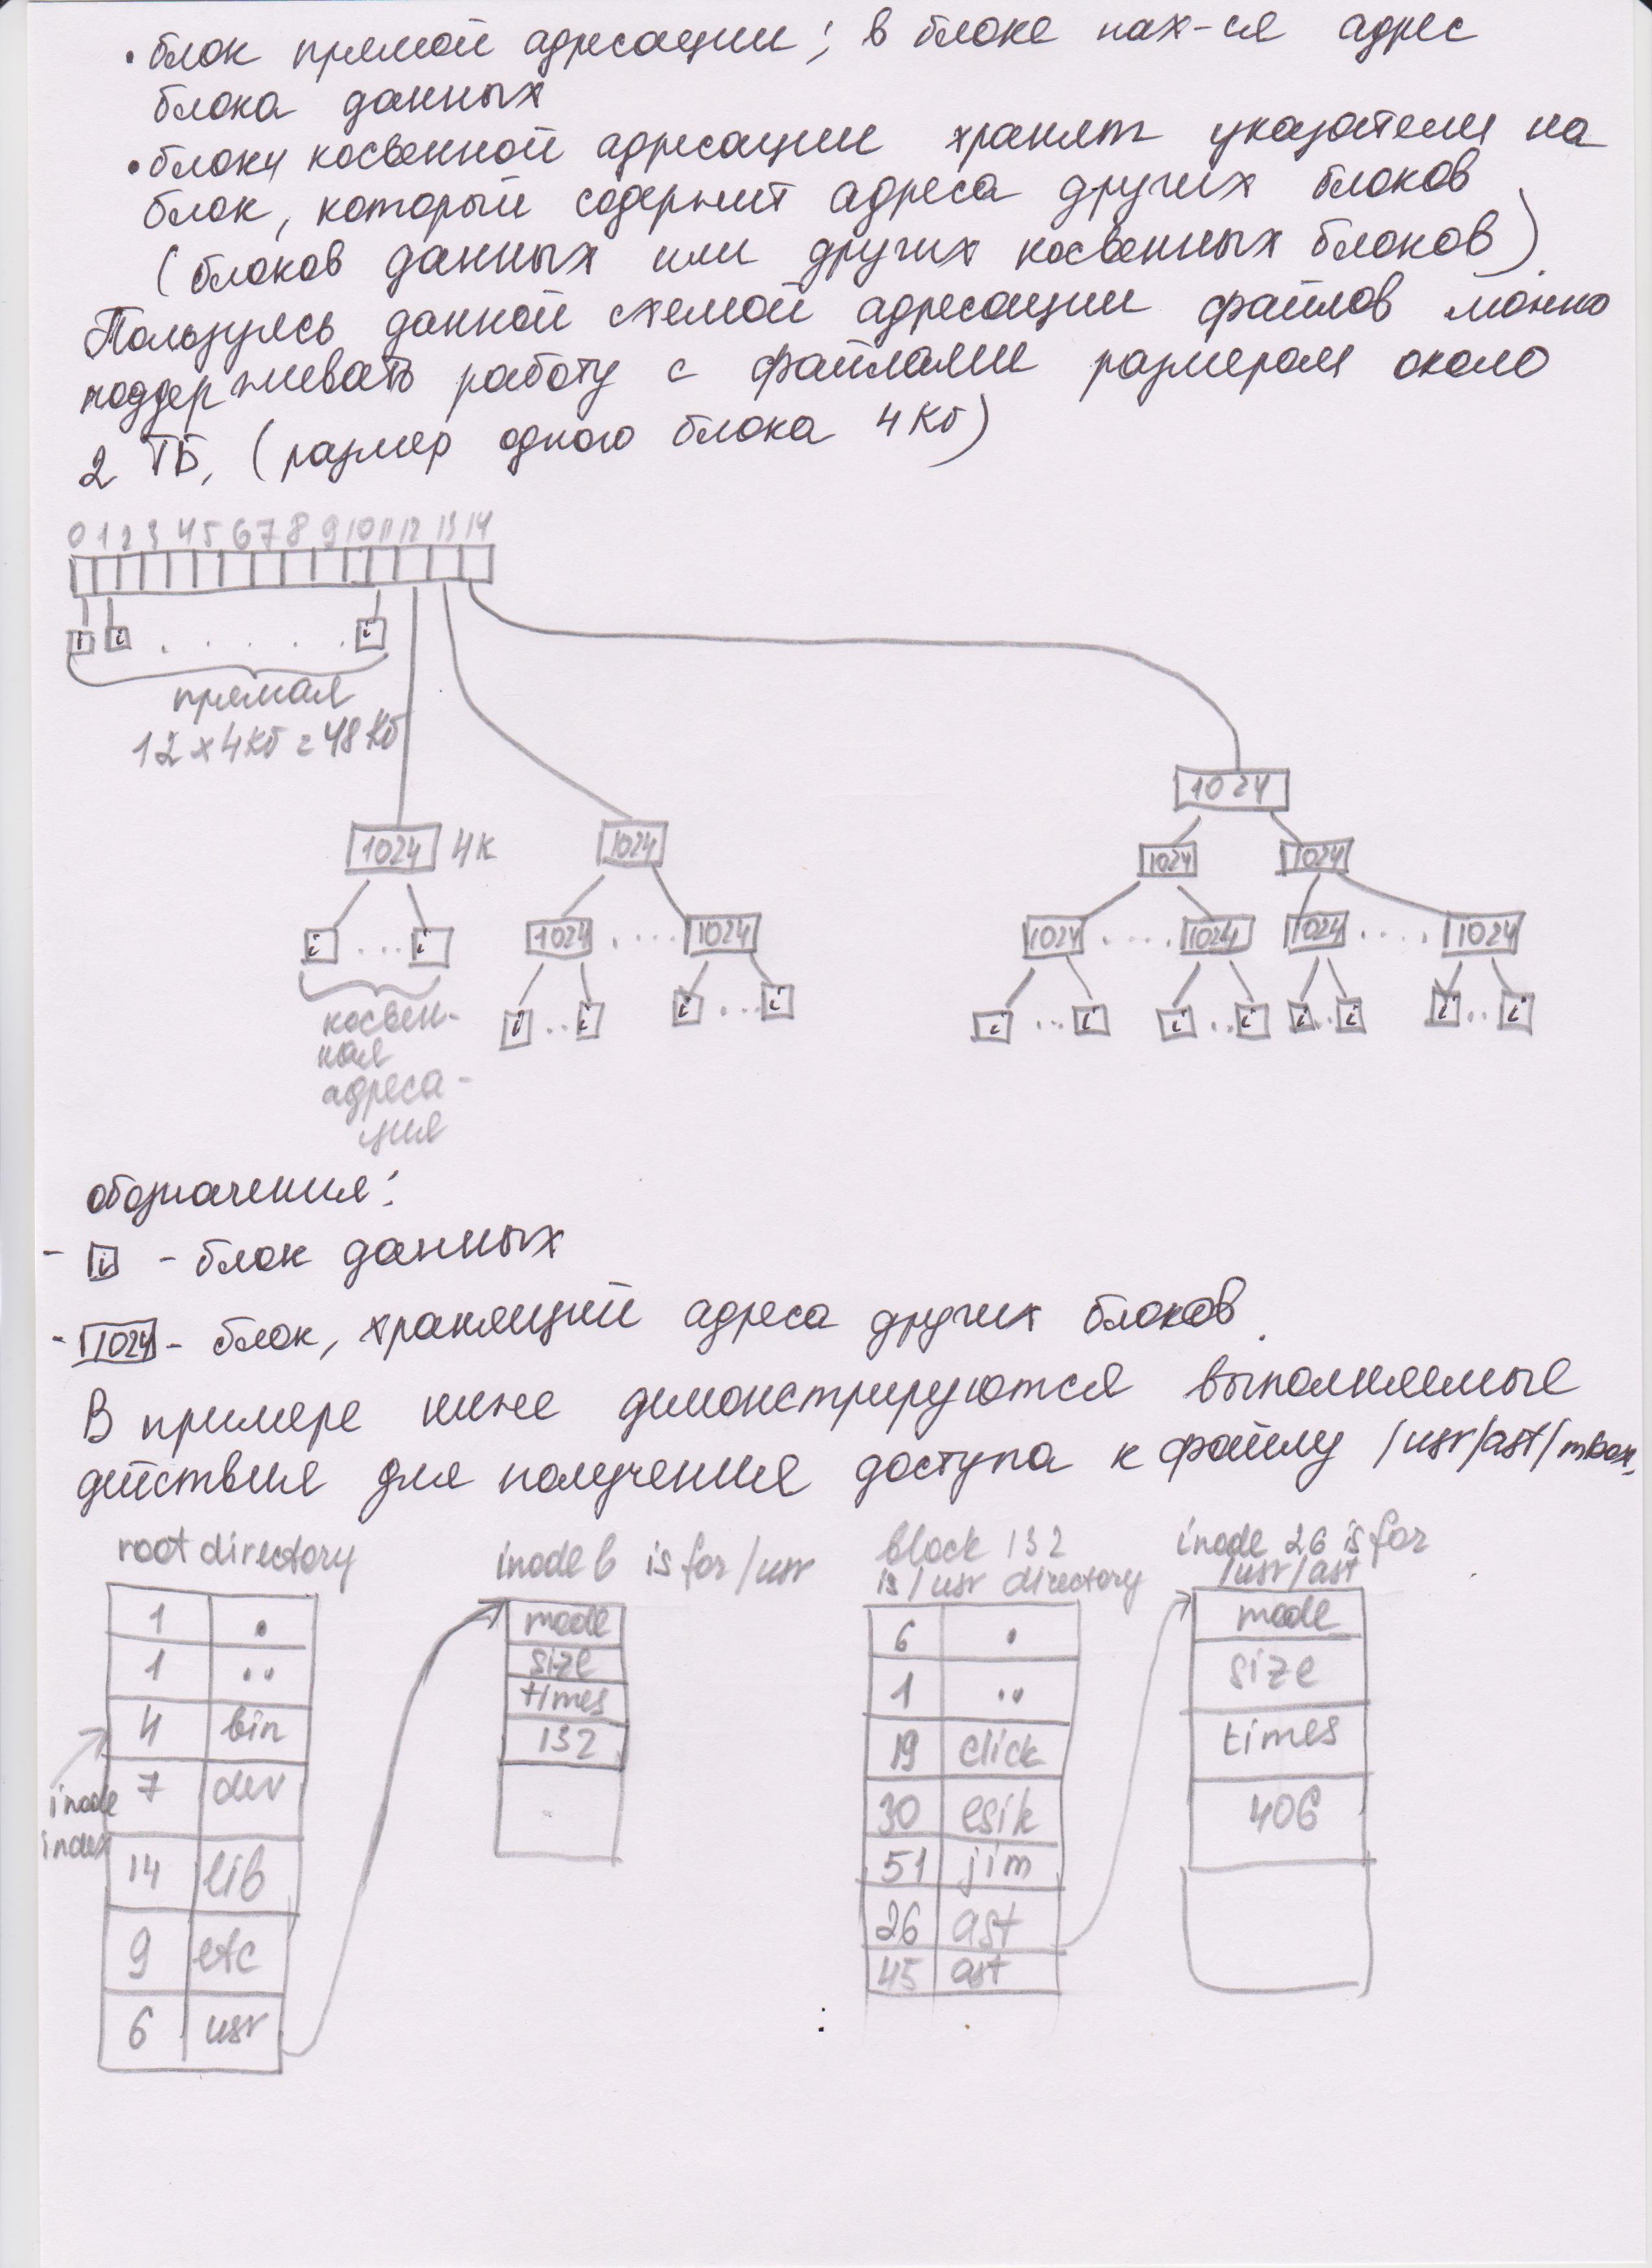 • блок прямой адресации; в блоке нах-ся адрес
блока данных
• блоки косвенной адресации хранят указатели на
блок, который содержит адреса других блоков
(блоков данных или других косвенных блоков).
Пользуясь данной схемой адресации файлов можно
поддерживать работу с файлами размером около
2 ТБ, (размер одного блока 4Кб)
0 1 2 3 4 5 6 7 8 9 10 11 12 13 14
i i . . . . . i
прямая
12 x 4Кб = 48 Кб
1024
1024 4К 1024 1024 1024
1024 .... 1024 1024 .... 1024 1024 .... 1024
i ... i
i .. i i ... i i ... i i .. i i .. i i .. i
косвен-
ная
адреса-
ция
обозначения:
- i - блок данных
- 1024 - блок, хранящий адреса других блоков.
В примере ниже демонстрируются выполняемые
действия для получения доступа к файлу /usr/ast/mbox.
root directory
1 .
1 ..
4 bin
7 dev
14 lib
9 etc
6 usr
inode
index
inode 6 is for /usr
mode
size
times
132
block 132
is /usr directory
6 .
1 ..
19 click
30 esik
51 jim
26 ast
45 ast
inode 26 is for
/usr/ast
mode
size
times
406